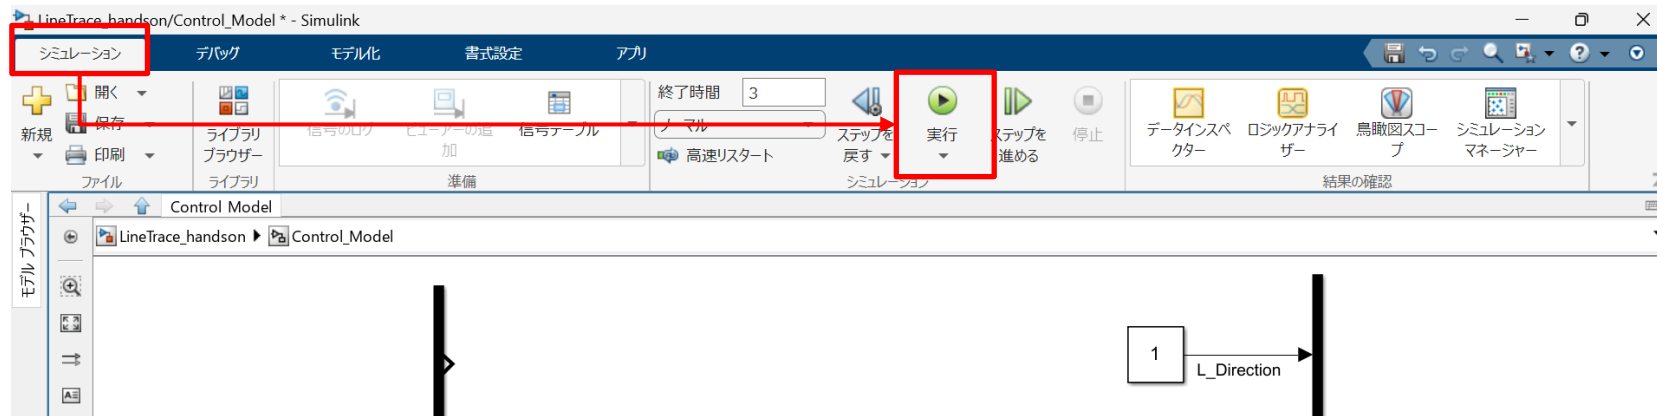 LineTrace_handson/Control_Model * - Simulink
シミュレーション デバッグ モデル化 書式設定 アプリ
新規
開く
保存
印刷
ファイル
ライブラリ
ブラウザー
ライブラリ
信号のログ
ビューアーの追
加
信号テーブル
準備
終了時間 3
ノーマル
高速リスタート
ステップを
戻す
実行
ステップを
進める
停止
シミュレーション
データインスペ
クター
ロジックアナライ
ザー
鳥瞰図スコー
プ
シミュレーション
マネージャー
結果の確認
モデル ブラウザー
Control Model
LineTrace_handson Control_Model
1
L_Direction